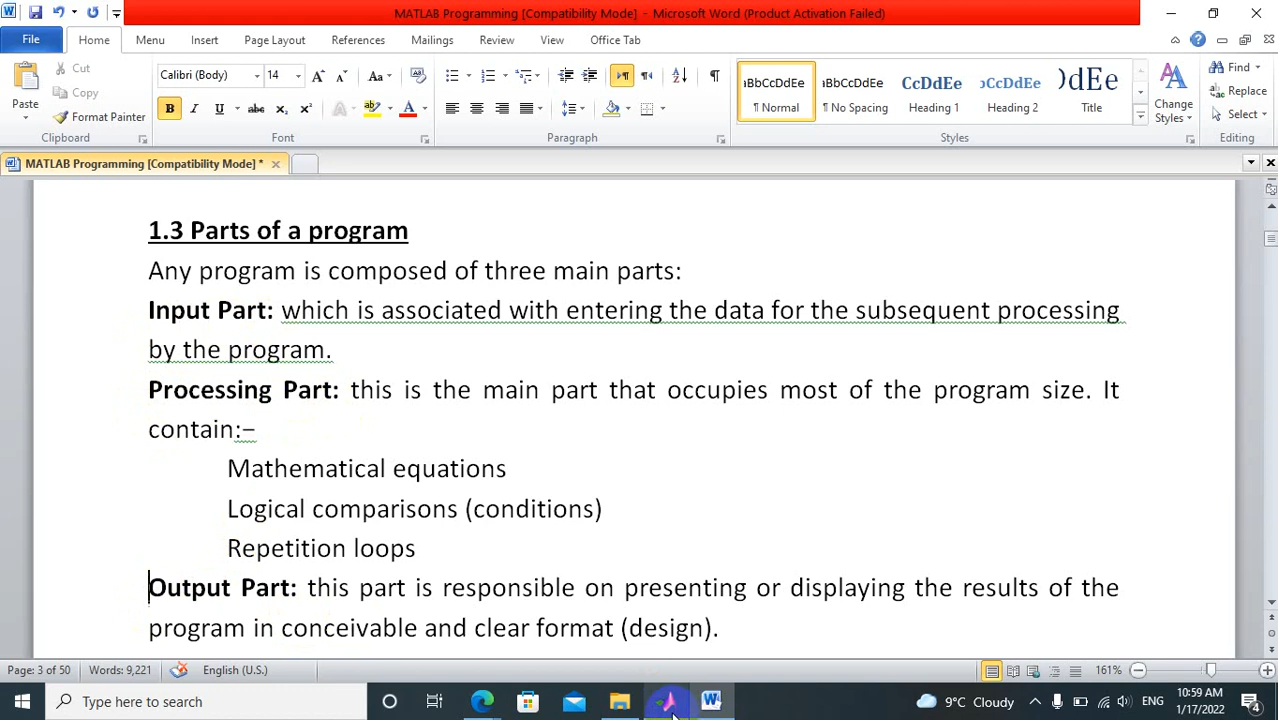 MATLAB Programming [Compatibility Mode] - Microsoft Word (Product Activation Failed)
File Home Menu Insert Page Layout References Mailings Review View Office Tab
Paste
Cut
Copy
Format Painter
Clipboard
Calibri (Body) 14
Font
Paragraph
¶ Normal
¶ No Spacing
Heading 1
Heading 2
Title
Change Styles
Styles
Find
Replace
Select
Editing
MATLAB Programming [Compatibility Mode] *
1.3 Parts of a program
Any program is composed of three main parts:
Input Part: which is associated with entering the data for the subsequent processing
by the program.
Processing Part: this is the main part that occupies most of the program size. It
contain:–
Mathematical equations
Logical comparisons (conditions)
Repetition loops
Output Part: this part is responsible on presenting or displaying the results of the
program in conceivable and clear format (design).
Page: 3 of 50 Words: 9,221 English (U.S.) 161%
Type here to search 9°C Cloudy ENG 10:59 AM
1/17/2022